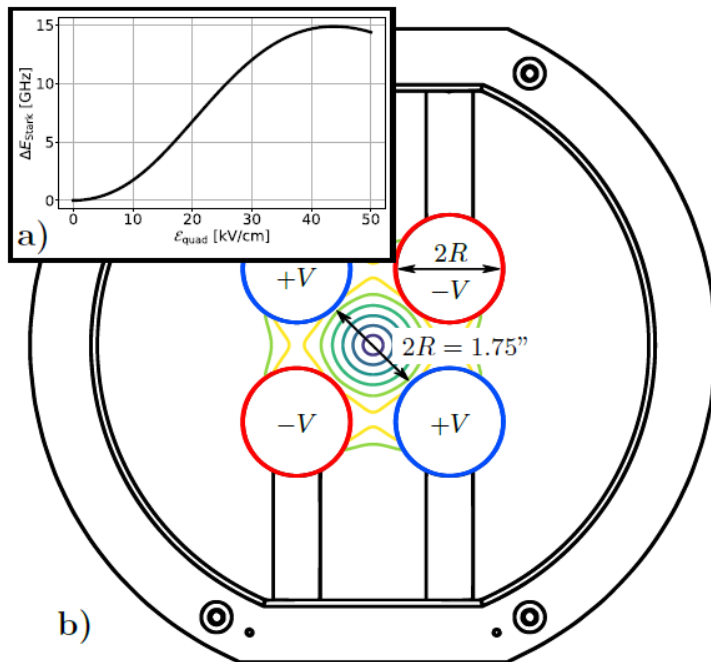 15
10
5
0
ΔE_Stark [GHz]
0 10 20 30 40 50
ℰ_quad [kV/cm]
a)
+V
2R
−V
2R = 1.75”
−V
+V
b)